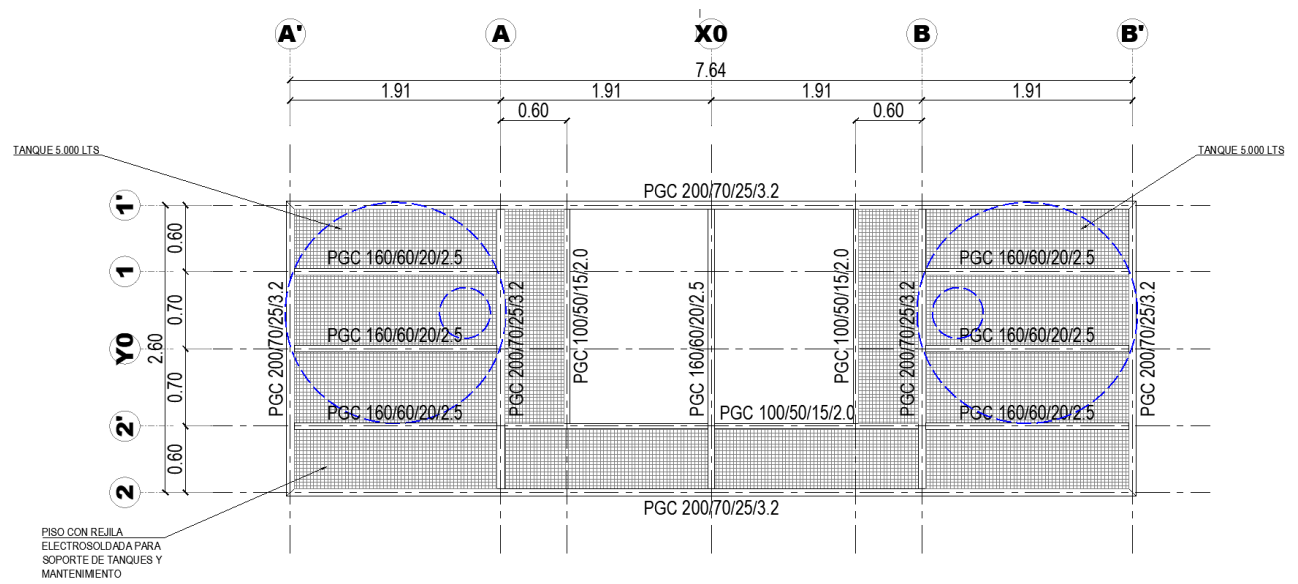 A'
A
X0
B
B'
7.64
1.91
1.91
1.91
1.91
0.60
0.60
TANQUE 5.000 LTS
TANQUE 5.000 LTS
PGC 200/70/25/3.2
1'
0.60
PGC 160/60/20/2.5
PGC 160/60/20/2.5
1
0.70
PGC 200/70/25/3.2
PGC 200/70/25/3.2
PGC 100/50/15/2.0
PGC 160/60/20/2.5
PGC 100/50/15/2.0
PGC 200/70/25/3.2
PGC 200/70/25/3.2
PGC 160/60/20/2.5
PGC 160/60/20/2.5
Y0
2.60
0.70
PGC 160/60/20/2.5
PGC 100/50/15/2.0
PGC 160/60/20/2.5
2'
0.60
2
PGC 200/70/25/3.2
PISO CON REJILA
ELECTROSOLDADA PARA
SOPORTE DE TANQUES Y
MANTENIMIENTO